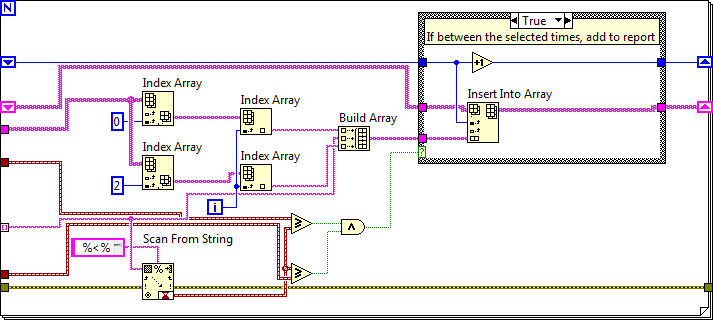 N
True
If between the selected times, add to report
+1
Index Array
Index Array
Insert Into Array
0
Build Array
Index Array
Index Array
2
i
≥
∧
Scan From String
≥